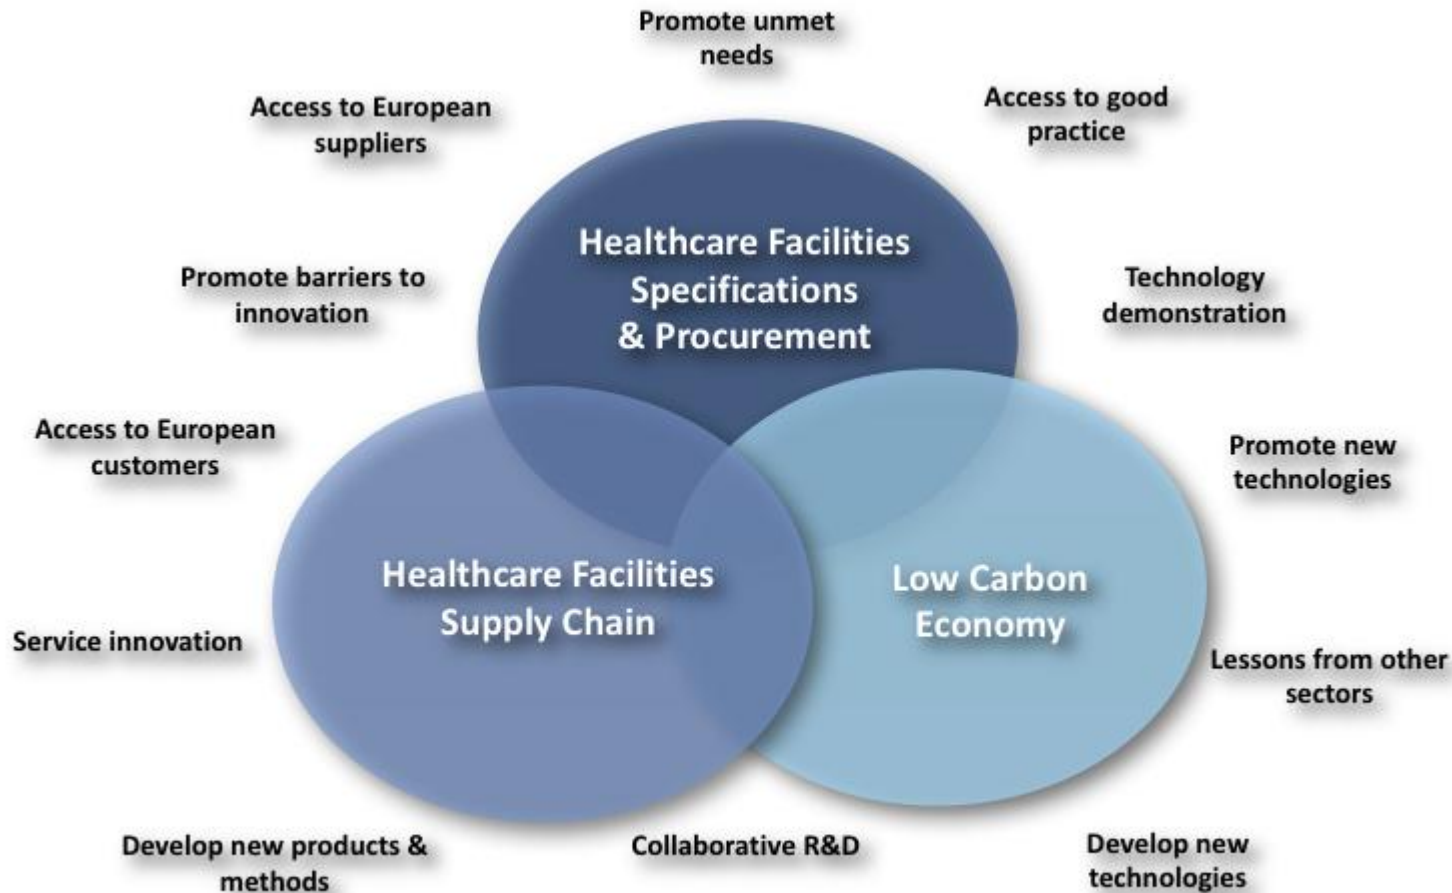 Promote unmet
needs
Access to European
suppliers
Access to good
practice
Healthcare Facilities
Specifications
& Procurement
Promote barriers to
innovation
Technology
demonstration
Access to European
customers
Promote new
technologies
Healthcare Facilities
Supply Chain
Low Carbon
Economy
Service innovation
Lessons from other
sectors
Develop new products &
methods
Collaborative R&D
Develop new
technologies